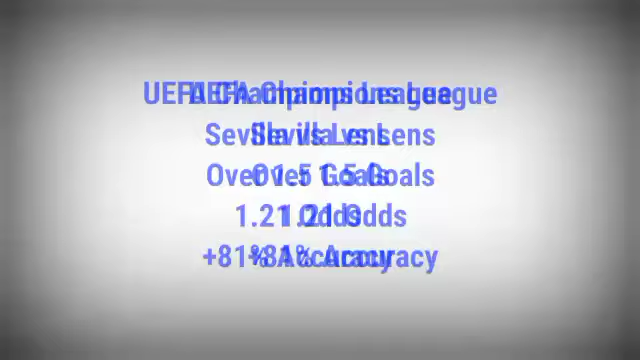 UEFA Champions League
Sevilla vs Lens
Over 1.5 Goals
1.21 Odds
+81% Accuracy